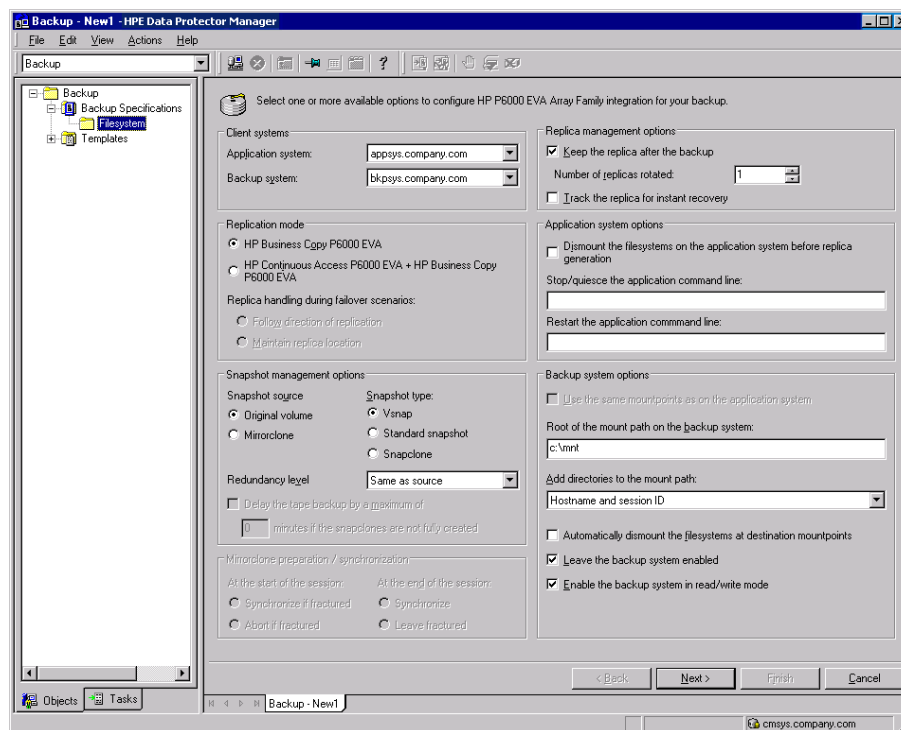 Backup - New1 - HPE Data Protector Manager
File Edit View Actions Help
Backup
Backup
Backup Specifications
Filesystem
Templates
Select one or more available options to configure HP P6000 EVA Array Family integration for your backup.
Client systems
Application system: appsys.company.com
Backup system: bkpsys.company.com
Replica management options
Keep the replica after the backup
Number of replicas rotated: 1
Track the replica for instant recovery
Replication mode
HP Business Copy P6000 EVA
HP Continuous Access P6000 EVA + HP Business Copy
P6000 EVA
Replica handling during failover scenarios:
Follow direction of replication
Maintain replica location
Application system options
Dismount the filesystems on the application system before replica
generation
Stop/quiesce the application command line:
Restart the application commmand line:
Snapshot management options
Snapshot source Snapshot type:
Original volume Vsnap
Mirrorclone Standard snapshot
Snapclone
Redundancy level Same as source
Delay the tape backup by a maximum of
0 minutes if the snapclones are not fully created
Backup system options
Use the same mountpoints as on the application system
Root of the mount path on the backup system:
c:\mnt
Add directories to the mount path:
Hostname and session ID
Automatically dismount the filesystems at destination mountpoints
Leave the backup system enabled
Enable the backup system in read/write mode
Mirrorclone preparation / synchronization
At the start of the session: At the end of the session:
Synchronize if fractured Synchronize
Abort if fractured Leave fractured
< Back Next > Finish Cancel
Objects Tasks
Backup - New1
cmsys.company.com